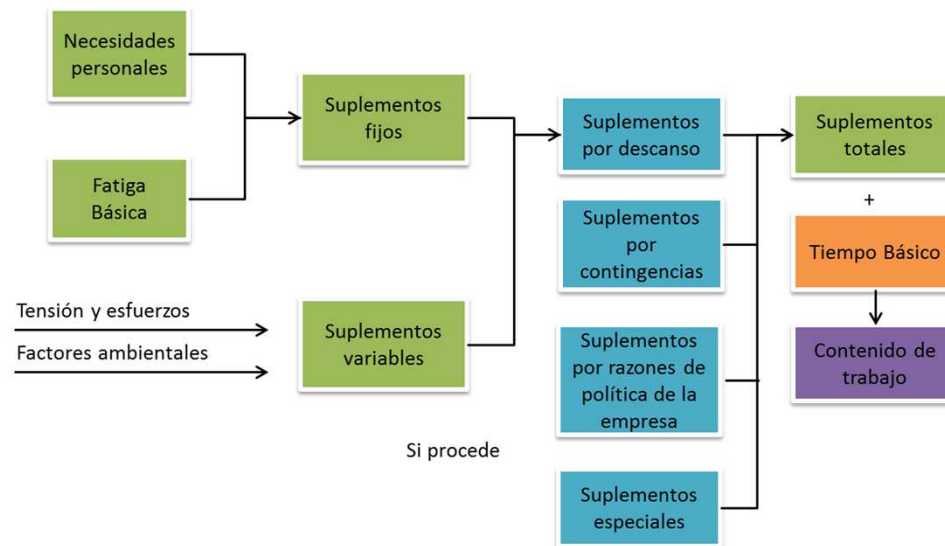 Necesidades
personales
Fatiga
Básica
Tensión y esfuerzos
Factores ambientales
Suplementos
fijos
Suplementos
variables
Si procede
Suplementos
por descanso
Suplementos
por
contingencias
Suplementos
por razones de
política de la
empresa
Suplementos
especiales
Suplementos
totales
+
Tiempo Básico
Contenido de
trabajo